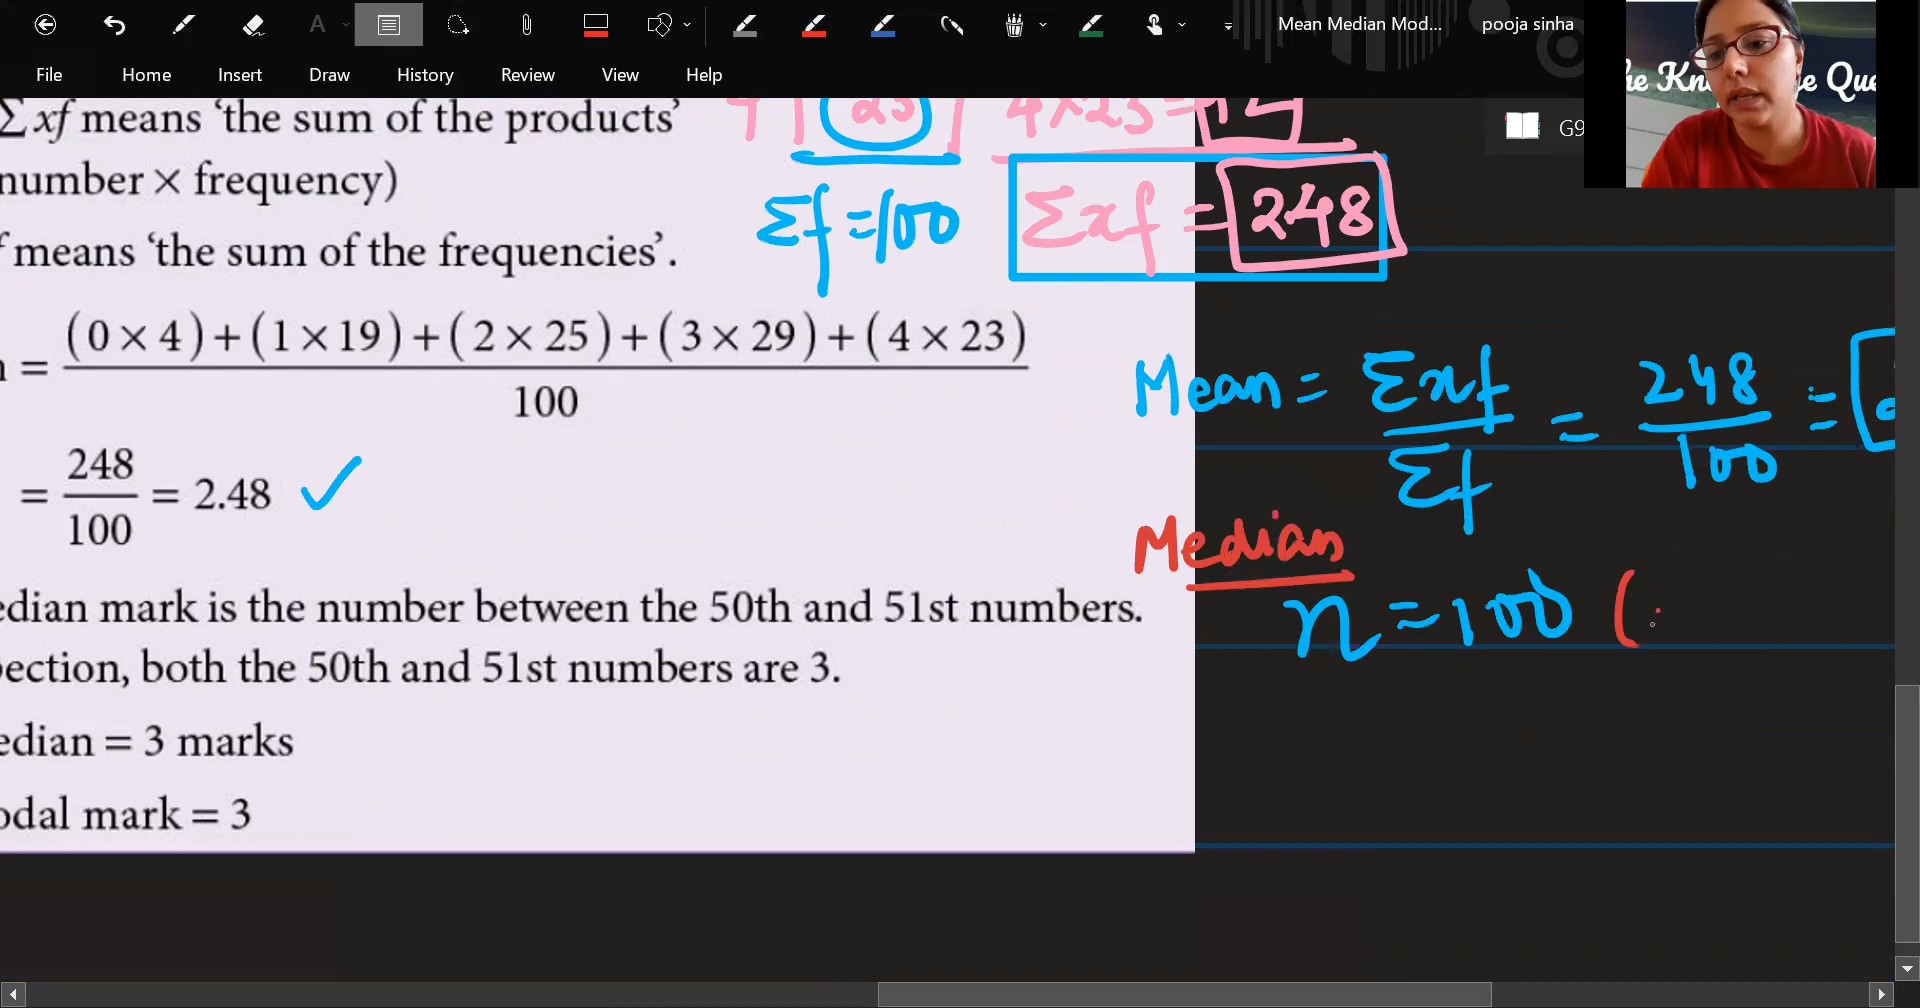 Mean Median Mod... pooja sinha
File Home Insert Draw History Review View Help
G9
Σxf means ‘the sum of the products’
number × frequency)
f means ‘the sum of the frequencies’.
= (0 × 4) + (1 × 19) + (2 × 25) + (3 × 29) + (4 × 23)
100
= 248/100 = 2.48 ✓
edian mark is the number between the 50th and 51st numbers.
pection, both the 50th and 51st numbers are 3.
edian = 3 marks
odal mark = 3
Σf = 100 Σxf = 248
Mean = Σxf/Σf = 248/100 =
Median
n = 100 (